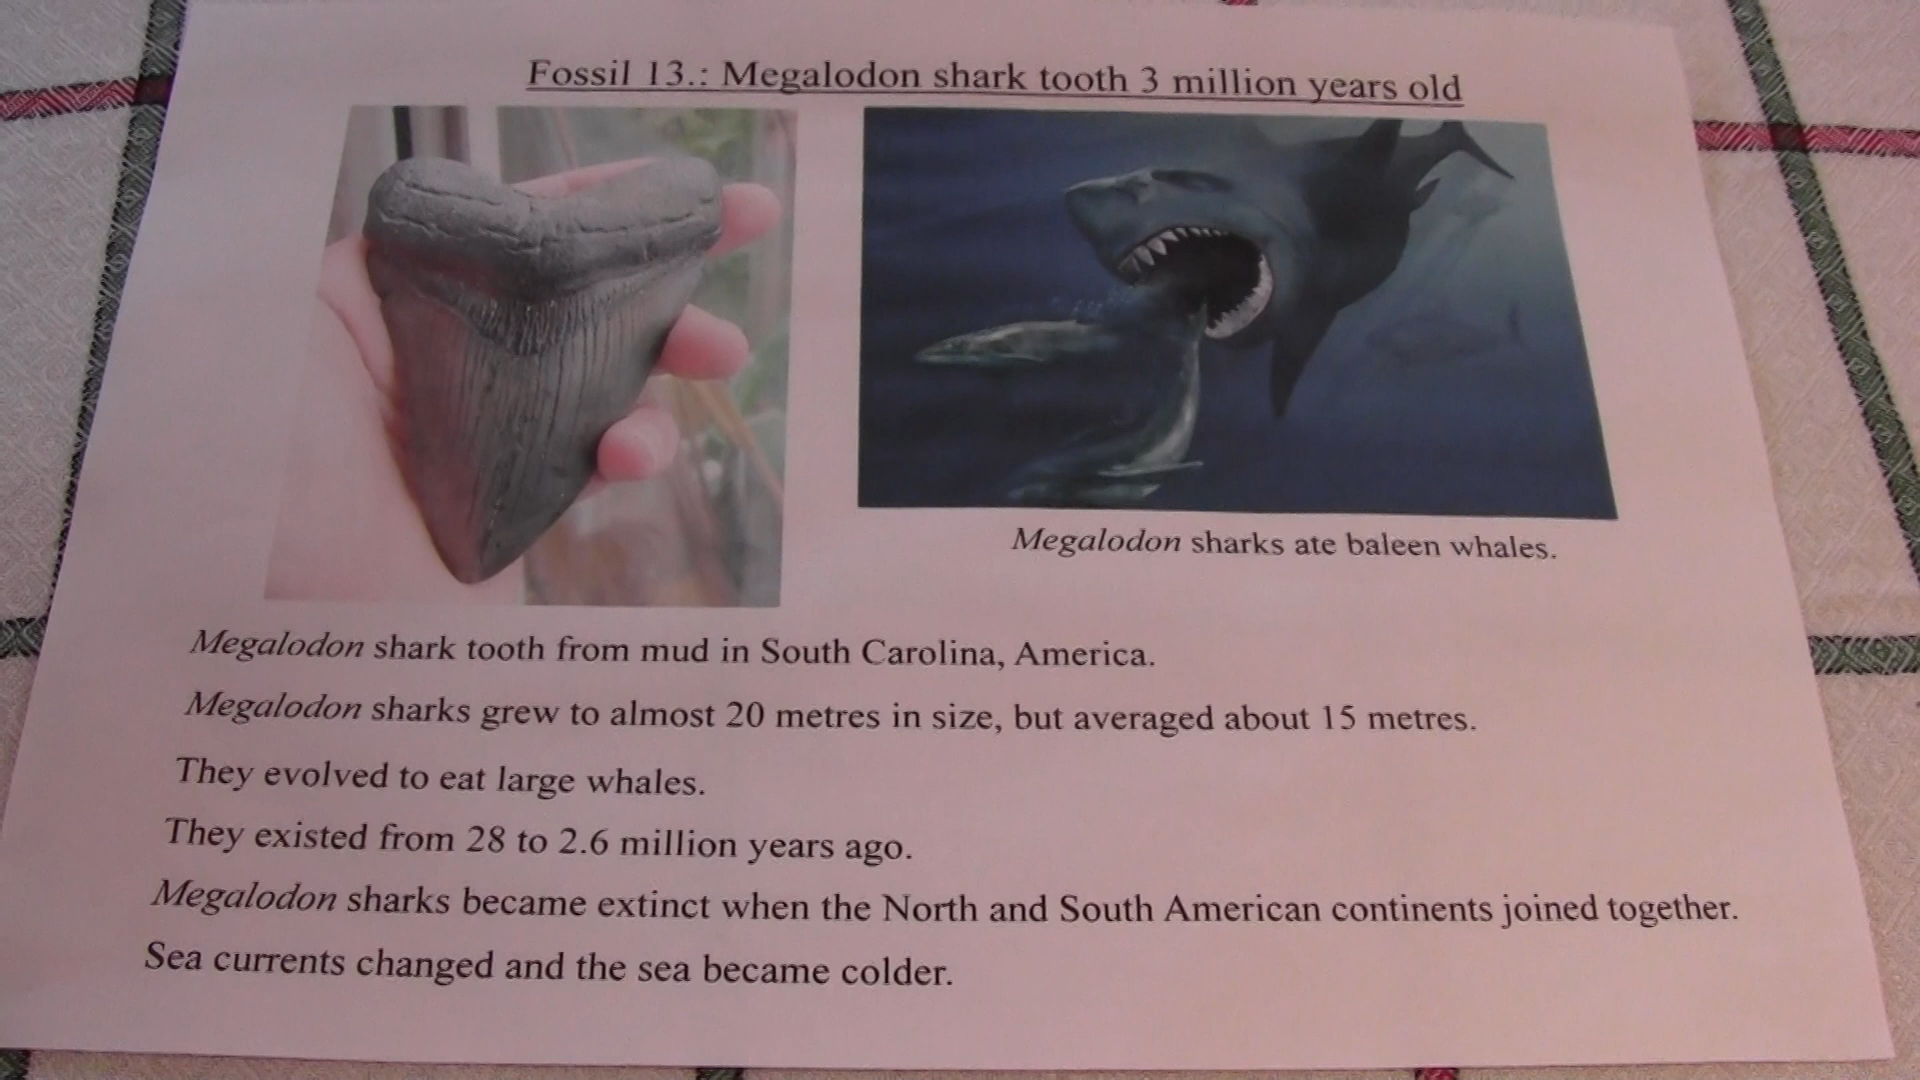 Fossil 13.: Megalodon shark tooth 3 million years old
Megalodon sharks ate baleen whales.
Megalodon shark tooth from mud in South Carolina, America.
Megalodon sharks grew to almost 20 metres in size, but averaged about 15 metres.
They evolved to eat large whales.
They existed from 28 to 2.6 million years ago.
Megalodon sharks became extinct when the North and South American continents joined together.
Sea currents changed and the sea became colder.